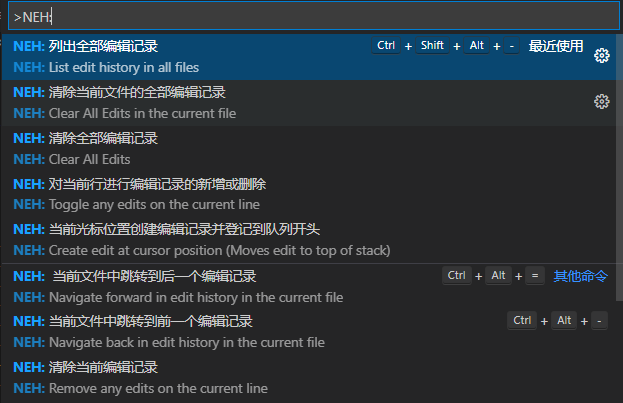 >NEH:
NEH: 列出全部编辑记录 Ctrl + Shift + Alt + - 最近使用
NEH: List edit history in all files
NEH: 清除当前文件的全部编辑记录
NEH: Clear All Edits in the current file
NEH: 清除全部编辑记录
NEH: Clear All Edits
NEH: 对当前行进行编辑记录的新增或删除
NEH: Toggle any edits on the current line
NEH: 当前光标位置创建编辑记录并登记到队列开头
NEH: Create edit at cursor position (Moves edit to top of stack)
NEH: 当前文件中跳转到后一个编辑记录 Ctrl + Alt + = 其他命令
NEH: Navigate forward in edit history in the current file
NEH: 当前文件中跳转到前一个编辑记录 Ctrl + Alt + -
NEH: Navigate back in edit history in the current file
NEH: 清除当前编辑记录
NEH: Remove any edits on the current line